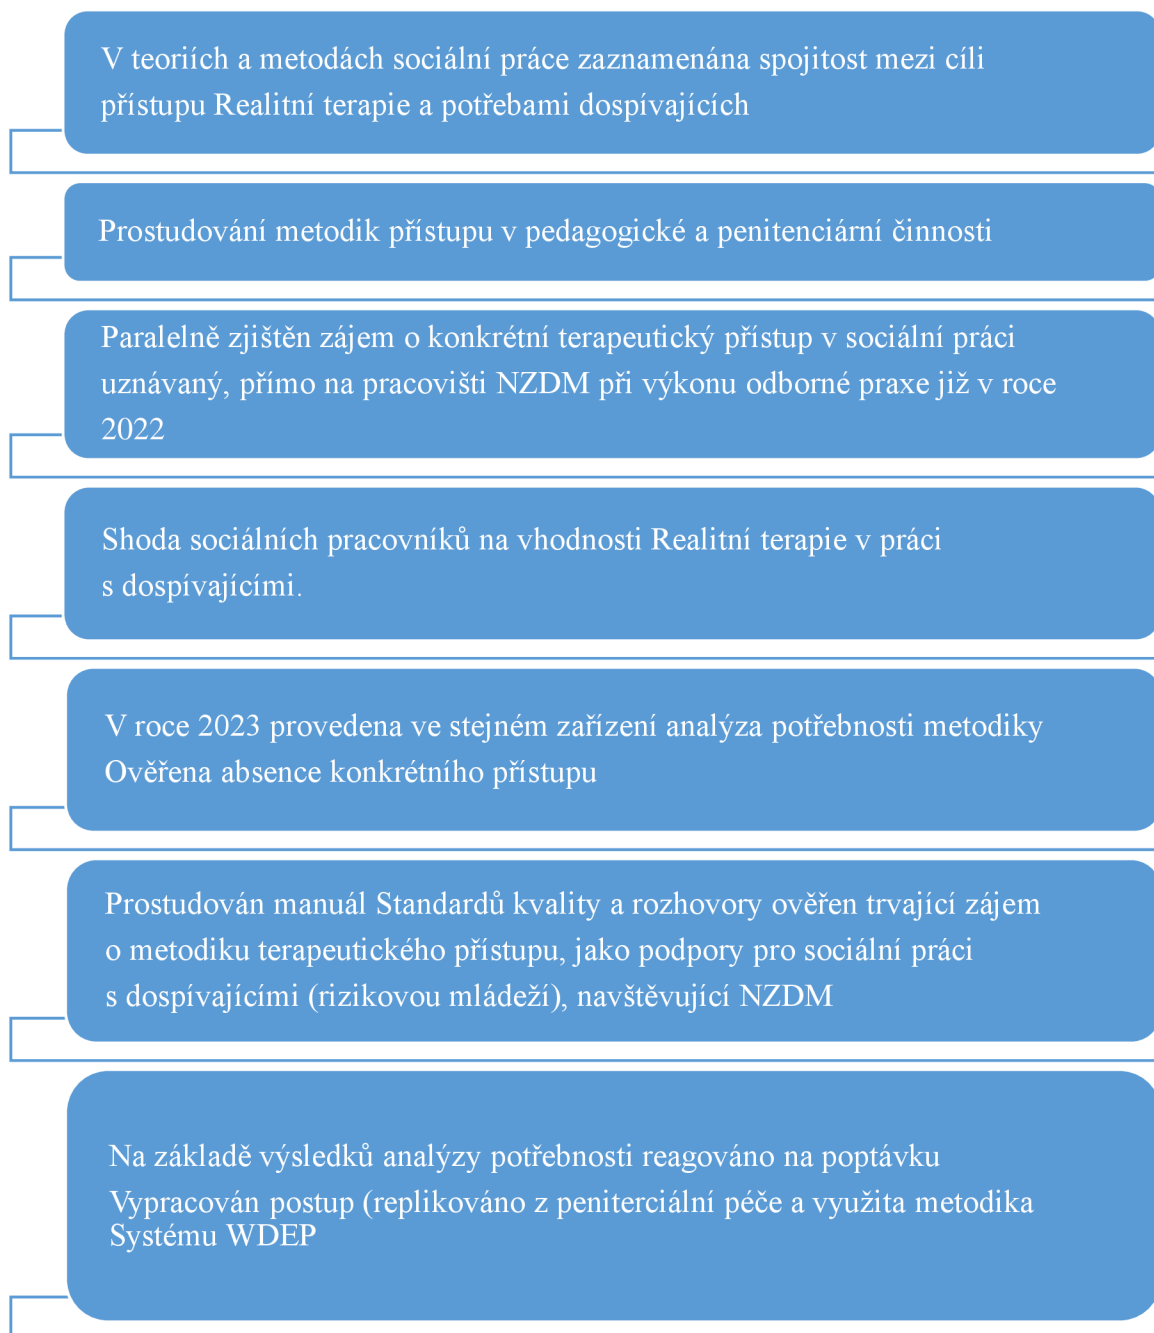 V teoriích a metodách sociální práce zaznamenána spojitost mezi cíli
přístupu Realitní terapie a potřebami dospívajících
Prostudování metodik přístupu v pedagogické a penitenciární činnosti
Paralelně zjištěn zájem o konkrétní terapeutický přístup v sociální práci
uznávaný, přímo na pracovišti NZDM při výkonu odborné praxe již v roce
2022
Shoda sociálních pracovníků na vhodnosti Realitní terapie v práci
s dospívajícími.
V roce 2023 provedena ve stejném zařízení analýza potřebnosti metodiky
Ověřena absence konkrétního přístupu
Prostudován manuál Standardů kvality a rozhovory ověřen trvající zájem
o metodiku terapeutického přístupu, jako podpory pro sociální práci
s dospívajícími (rizikovou mládeží), navštěvující NZDM
Na základě výsledků analýzy potřebnosti reagováno na poptávku
Vypracován postup (replikováno z peniterciální péče a využita metodika
Systému WDEP